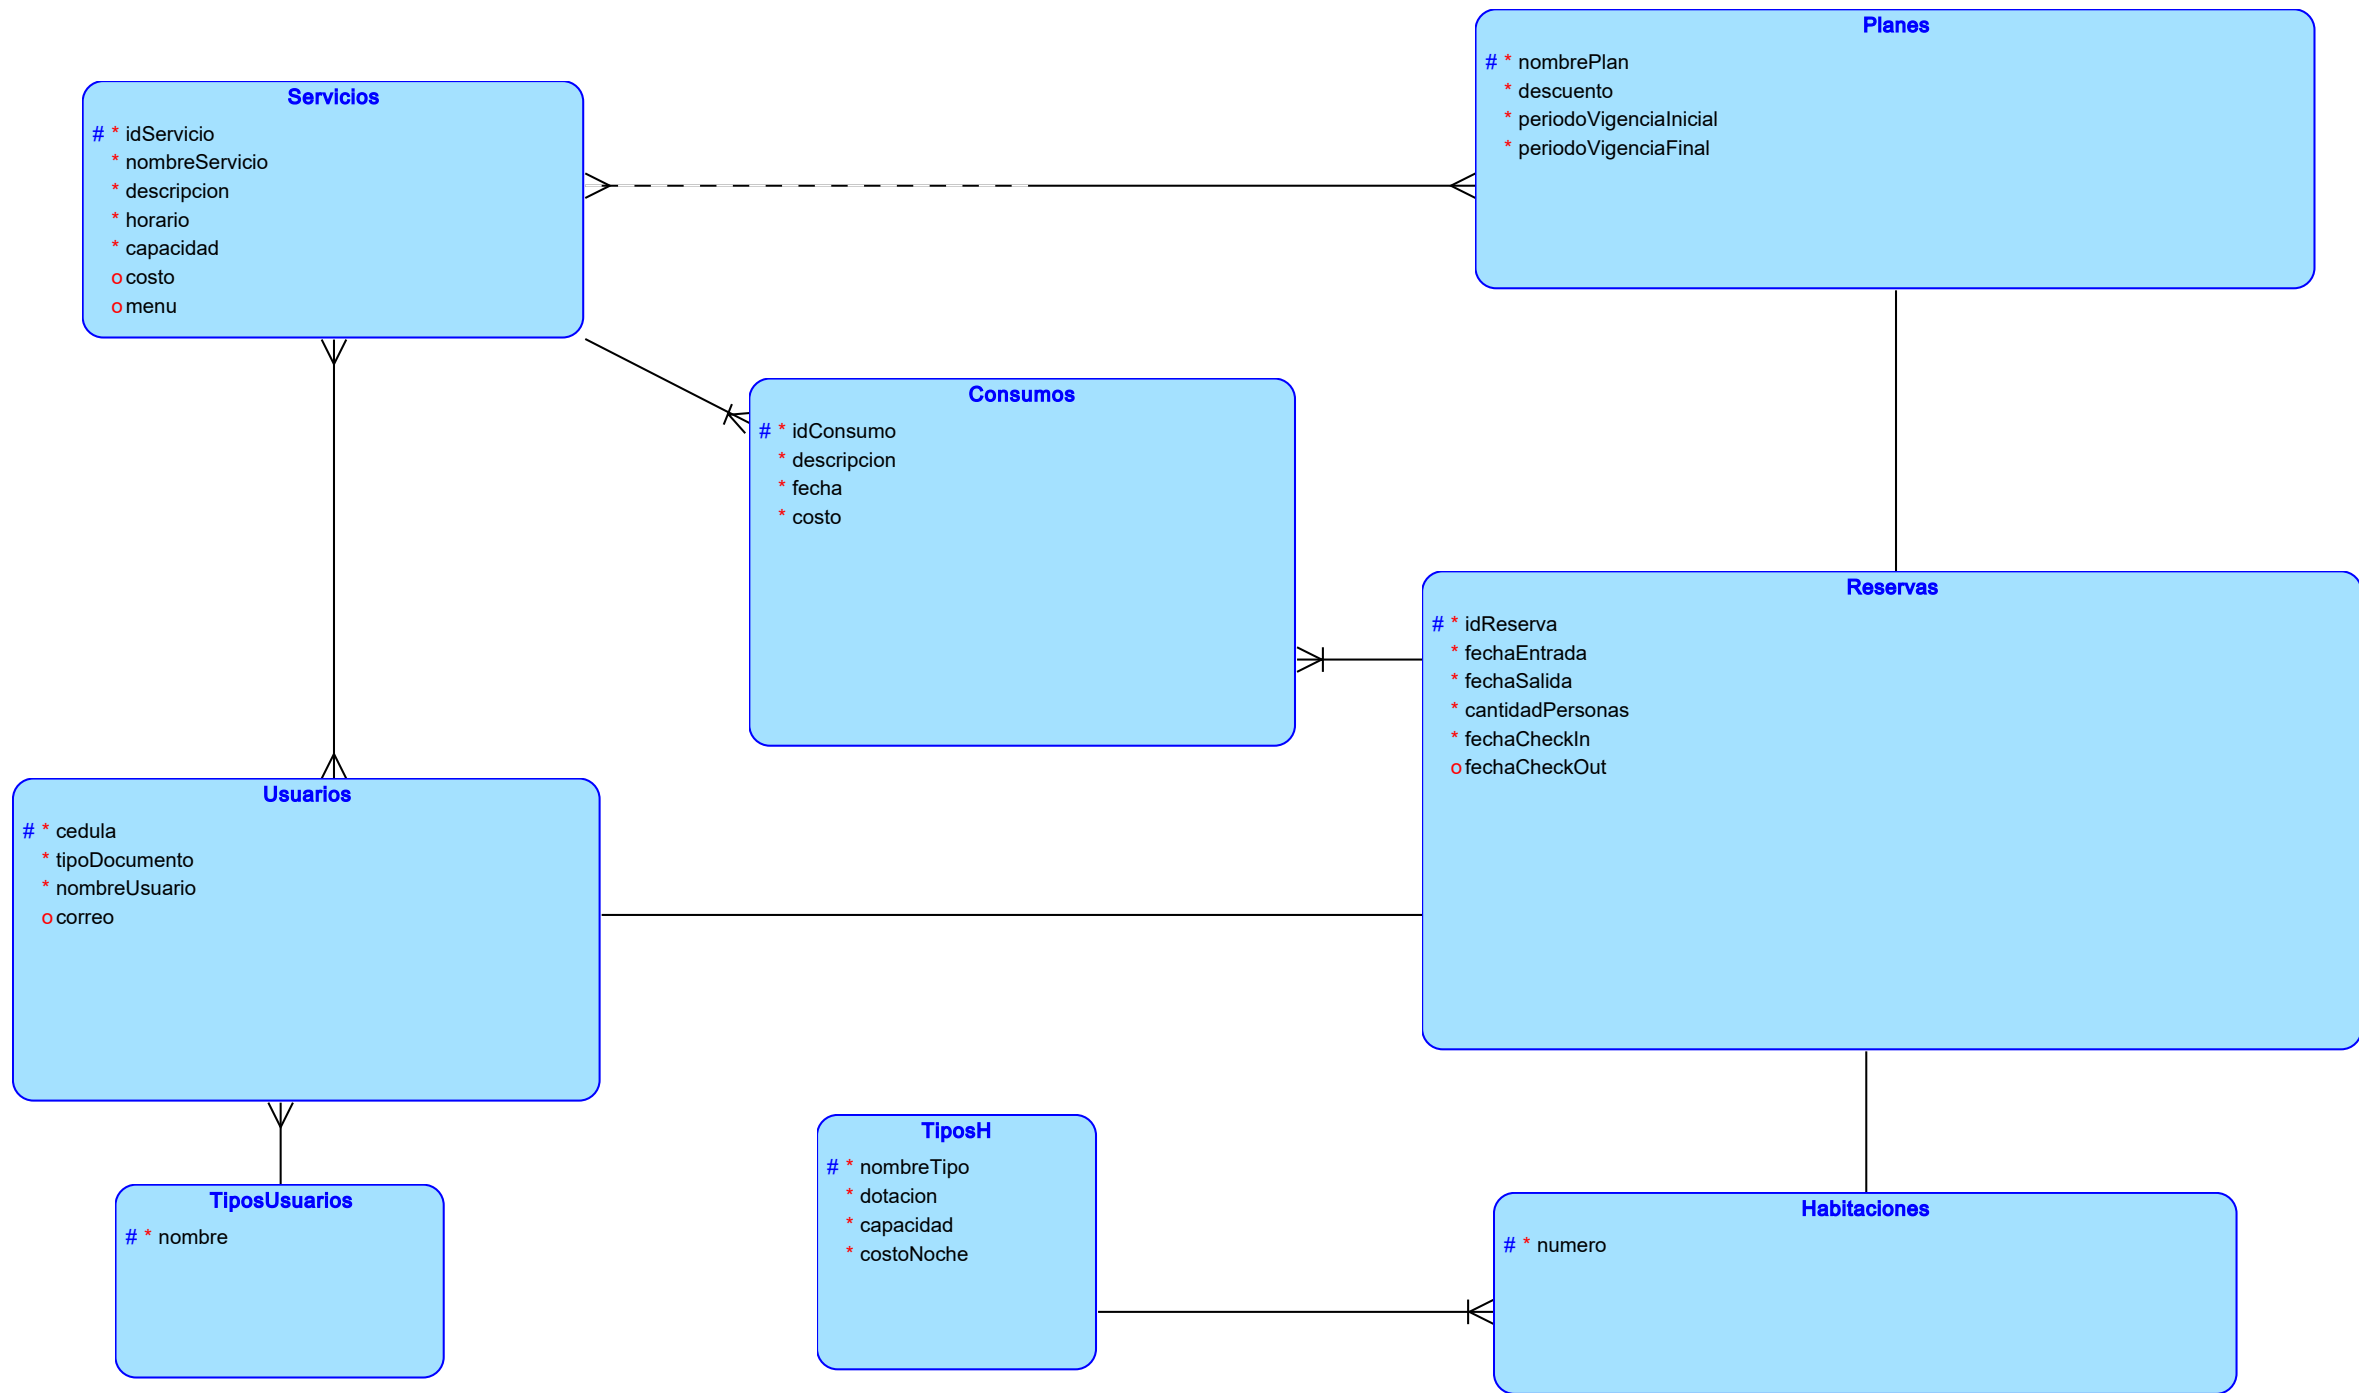 Planes
# * nombrePlan
* descuento
* periodoVigenciaInicial
* periodoVigenciaFinal
Servicios
# * idServicio
* nombreServicio
* descripcion
* horario
* capacidad
o costo
o menu
Consumos
# * idConsumo
* descripcion
* fecha
* costo
Reservas
# * idReserva
* fechaEntrada
* fechaSalida
* cantidadPersonas
* fechaCheckIn
o fechaCheckOut
Usuarios
# * cedula
* tipoDocumento
* nombreUsuario
o correo
TiposH
# * nombreTipo
* dotacion
* capacidad
* costoNoche
TiposUsuarios
# * nombre
Habitaciones
# * numero